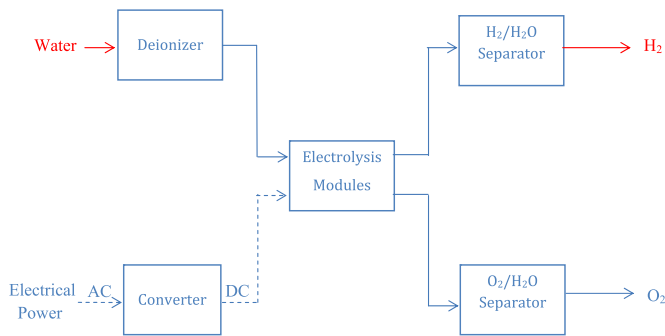 Water
Deionizer
H₂/H₂O
Separator
H₂
Electrolysis
Modules
Electrical
Power
AC
Converter
DC
O₂/H₂O
Separator
O₂